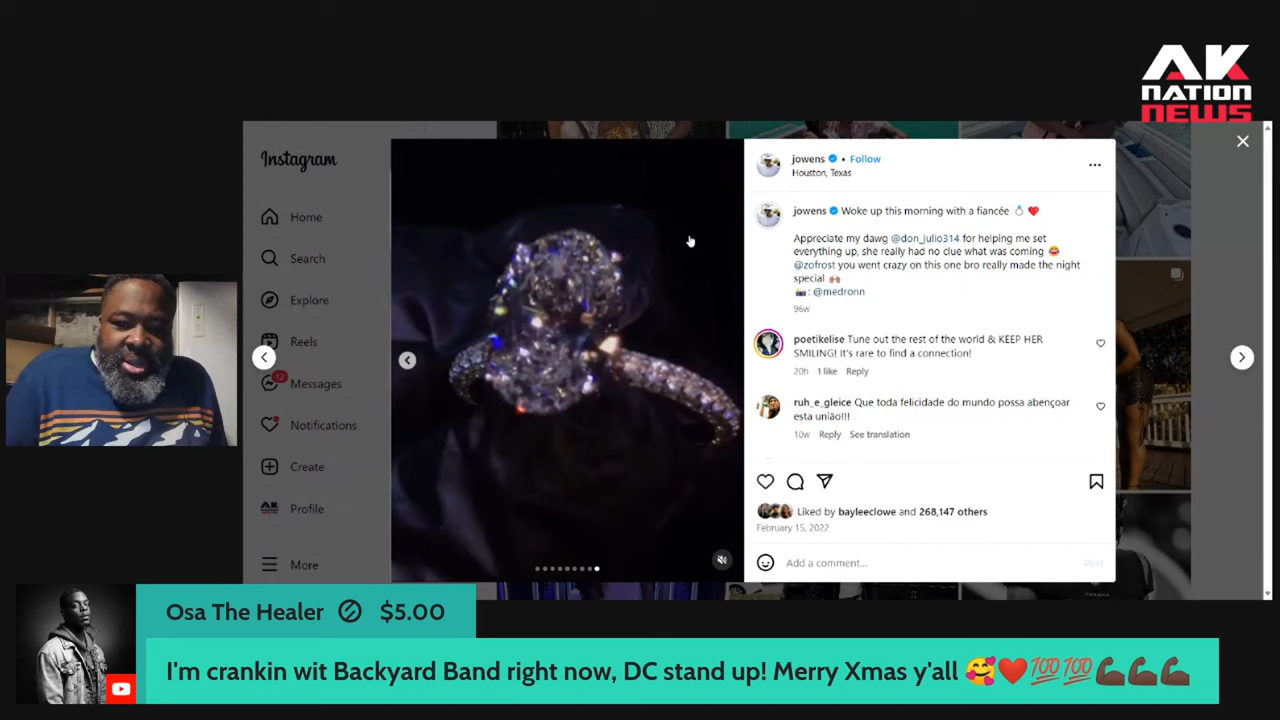 AK
NATION
NEWS
Instagram
Home
Search
Explore
Reels
12
Messages
Notifications
Create
Profile
More
jowens • Follow
Houston, Texas
jowens Woke up this morning with a fiancée 💍 ❤️
Appreciate my dawg @don_julio314 for helping me set
everything up, she really had no clue what was coming 😂
@zofrost you went crazy on this one bro really made the night
special 🙌🏽
📸: @medronn
96w
poetikelise Tune out the rest of the world & KEEP HER
SMILING! It's rare to find a connection!
20h 1 like Reply
ruh_e_gleice Que toda felicidade do mundo possa abençoar
esta união!!!
10w Reply See translation
Liked by bayleeclowe and 268,147 others
February 15, 2022
Add a comment...
Post
Osa The Healer $5.00
I'm crankin wit Backyard Band right now, DC stand up! Merry Xmas y'all 🥰❤️💯💯💪🏿💪🏿💪🏿